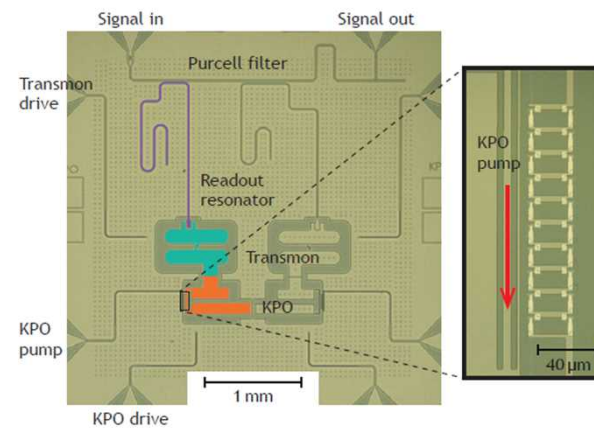 Signal in
Signal out
Purcell filter
Transmon
drive
KPO
pump
Readout
resonator
Transmon
KPO
KPO
pump
1 mm
40 µm
KPO drive